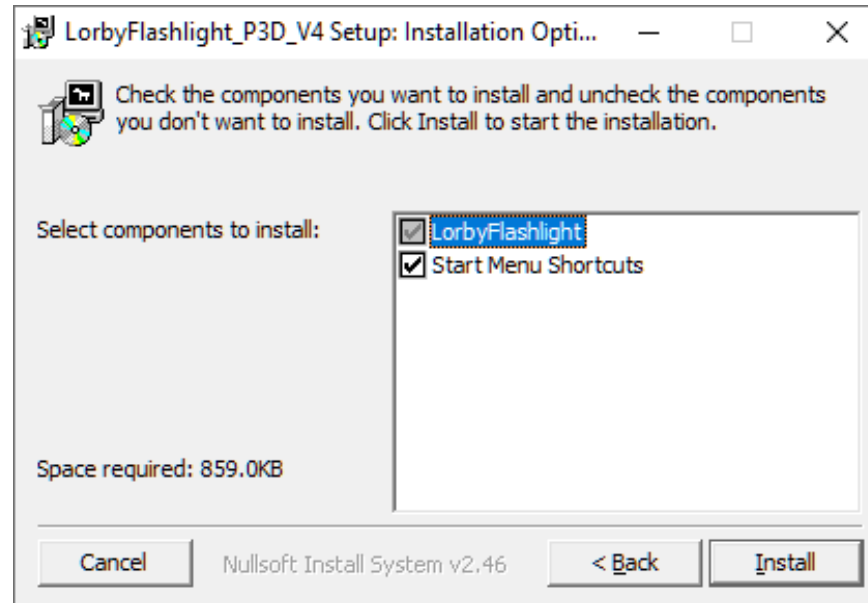 LorbyFlashlight_P3D_V4 Setup: Installation Opti...
Check the components you want to install and uncheck the components
you don't want to install. Click Install to start the installation.
Select components to install:
LorbyFlashlight
Start Menu Shortcuts
Space required: 859.0KB
Cancel
Nullsoft Install System v2.46
< Back
Install